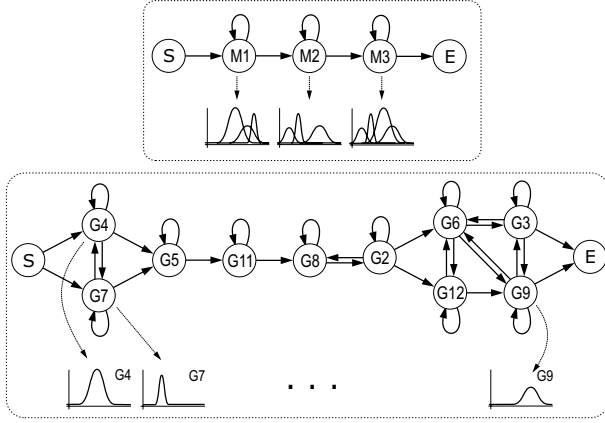 S M1 M2 M3 E
G4 G6 G3
S G5 G11 G8 G2 E
G7 G12 G9
G4 G7 . . . G9